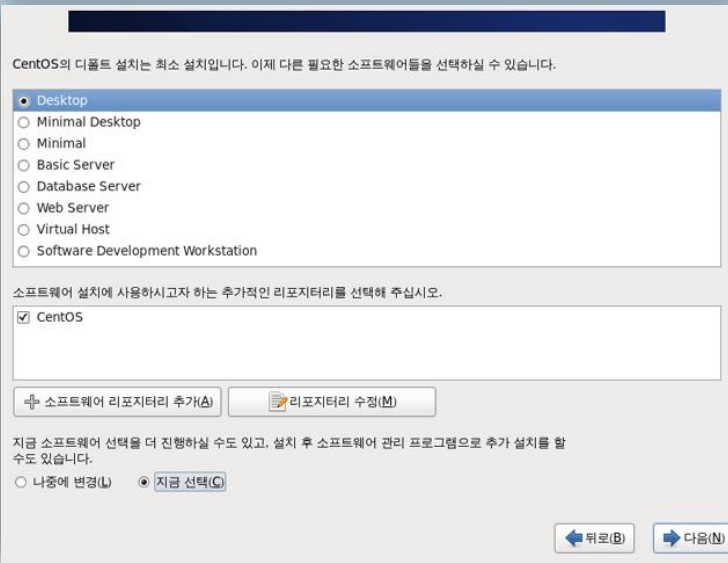 CentOS의 디폴트 설치는 최소 설치입니다. 이제 다른 필요한 소프트웨어들을 선택하실 수 있습니다.
Desktop
Minimal Desktop
Minimal
Basic Server
Database Server
Web Server
Virtual Host
Software Development Workstation
소프트웨어 설치에 사용하시고자 하는 추가적인 리포지터리를 선택해 주십시오.
CentOS
소프트웨어 리포지터리 추가(A) 리포지터리 수정(M)
지금 소프트웨어 선택을 더 진행하실 수도 있고, 설치 후 소프트웨어 관리 프로그램으로 추가 설치를 할
수도 있습니다.
나중에 변경(L) 지금 선택(C)
뒤로(B) 다음(N)